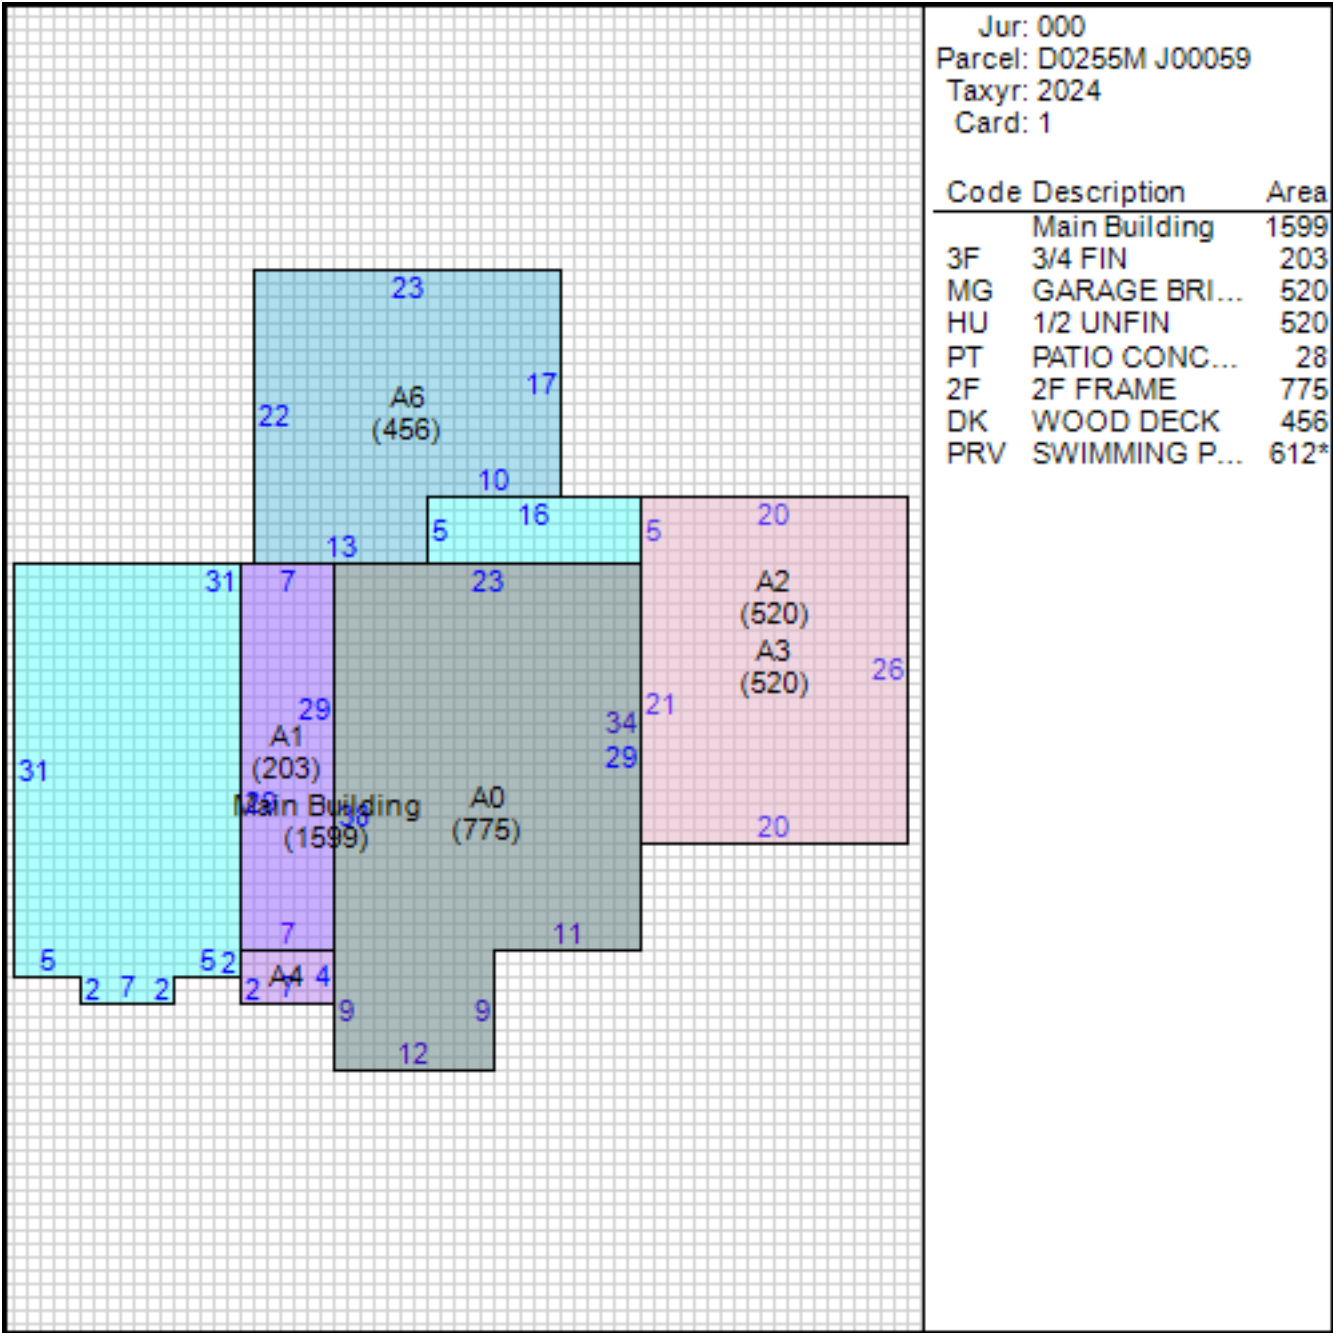 Jur: 000
Parcel: D0255M J00059
Taxyr: 2024
Card: 1
Code Description Area
Main Building 1599
3F 3/4 FIN 203
MG GARAGE BRI... 520
HU 1/2 UNFIN 520
PT PATIO CONC... 28
2F 2F FRAME 775
DK WOOD DECK 456
PRV SWIMMING P... 612*
23
17
22
A6
(456)
10
13
5
16
5
20
31
7
23
A2
(520)
A3
(520)
26
29
21
34
29
31
A1
(203)
Main Building
(1599)
A0
(775)
20
7
11
5
5
2
2
7
2
2
A4
7
4
9
9
12